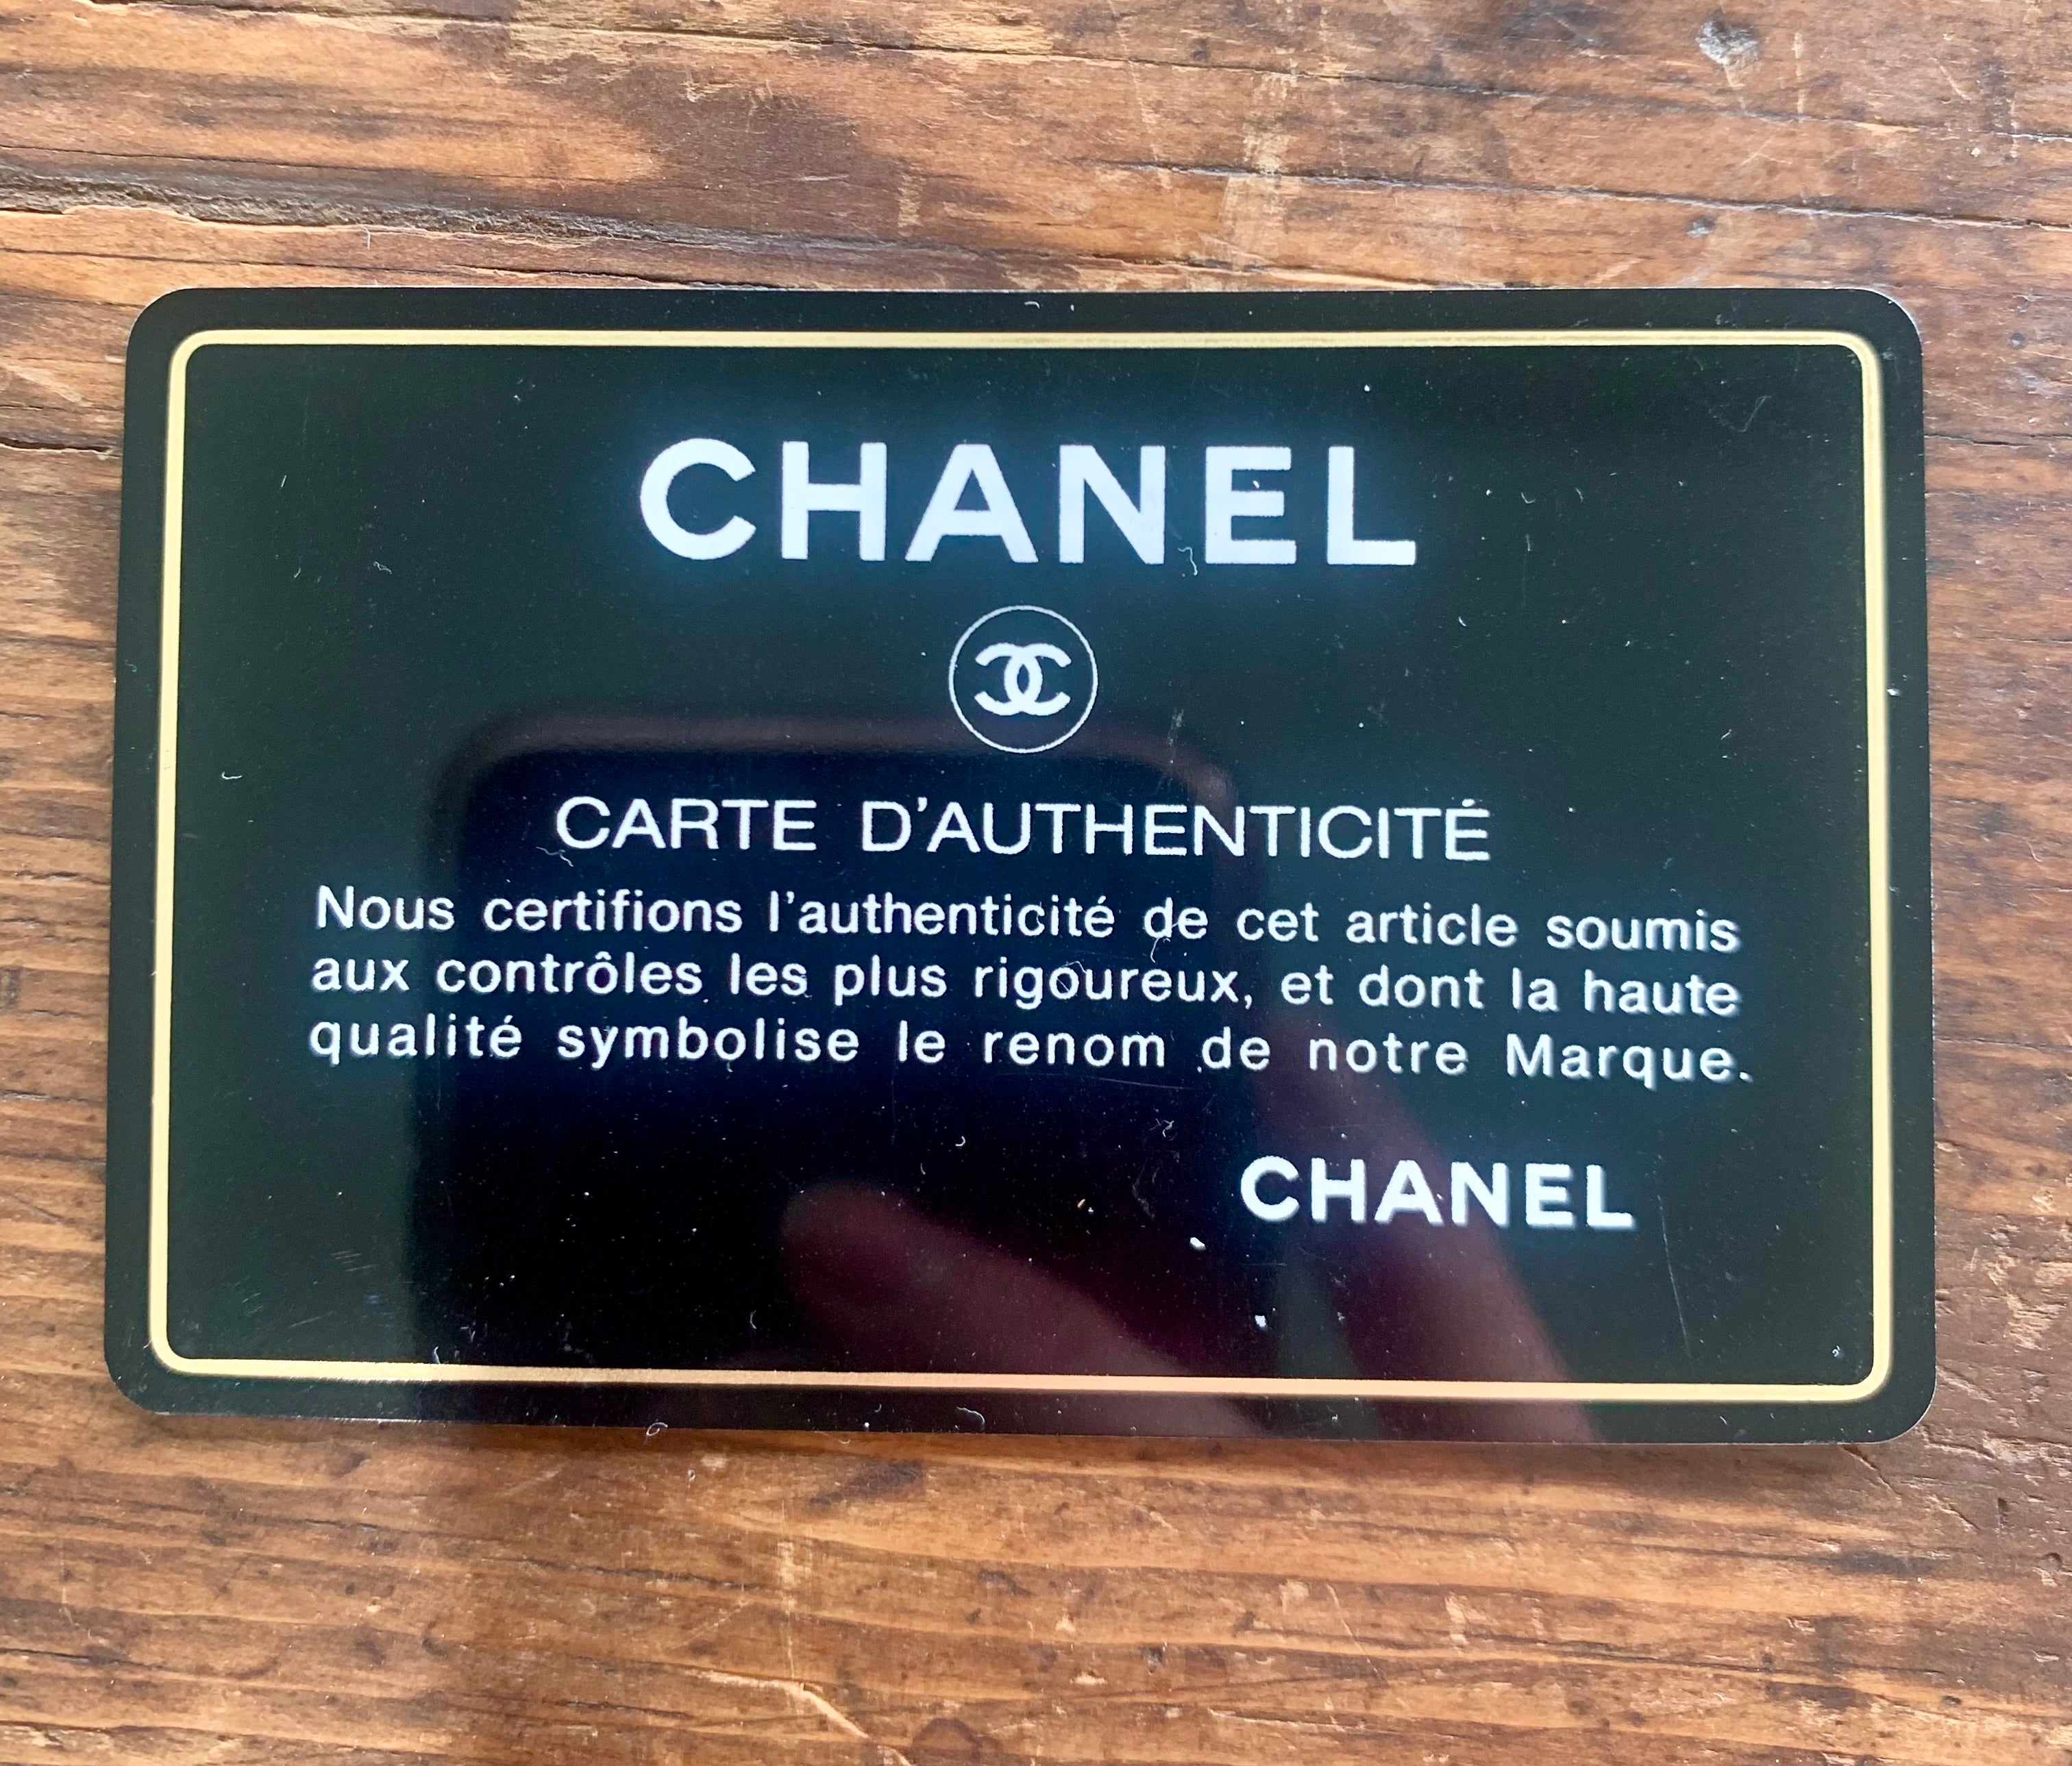 CHANEL
CARTE D'AUTHENTICITÉ
Nous certifions l'authenticité de cet article soumis
aux contrôles les plus rigoureux, et dont la haute
qualité symbolise le renom de notre Marque.
CHANEL